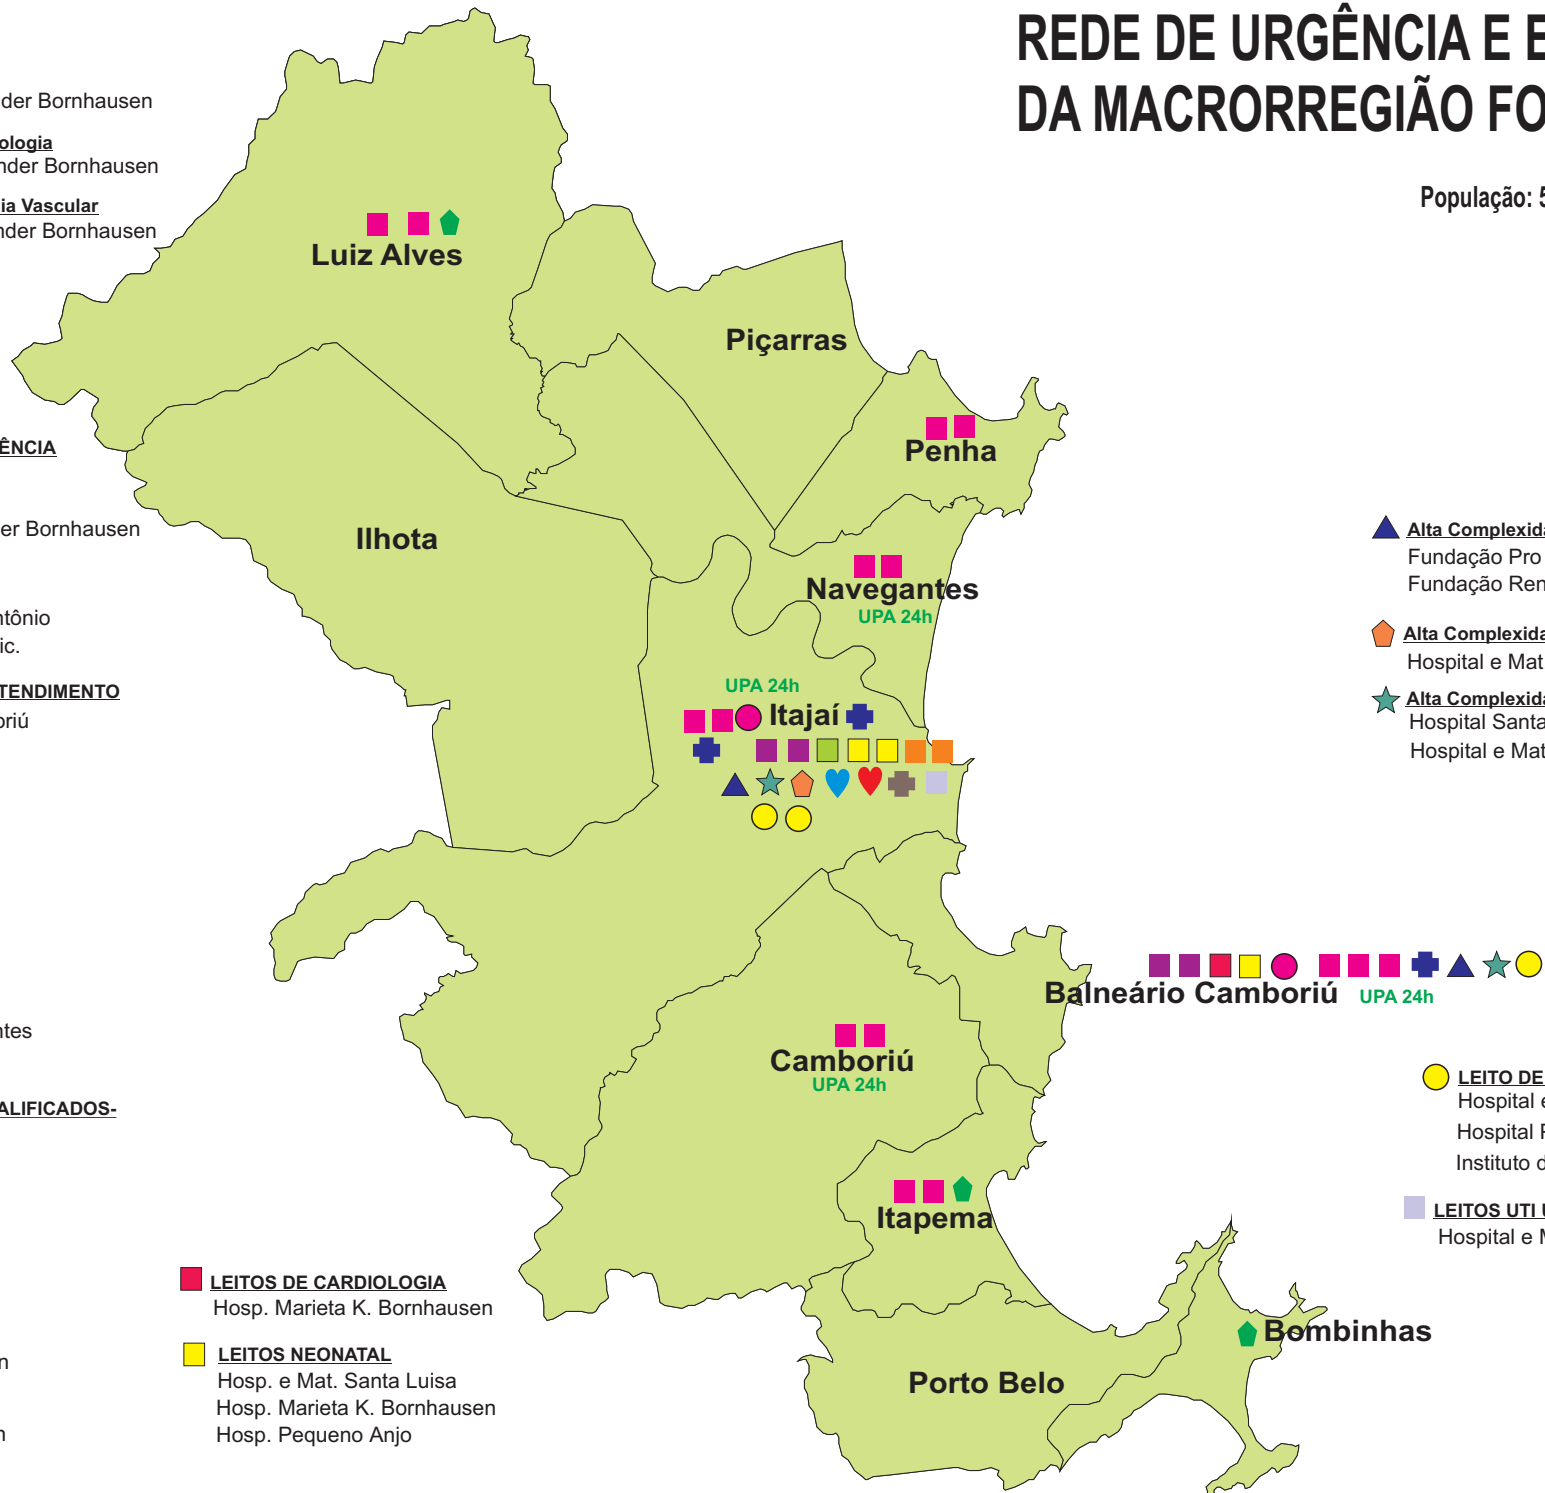 REDE DE URGÊNCIA E E
DA MACRORREGIÃO FO
População: 5
der Bornhausen
ologia
nder Bornhausen
ia Vascular
nder Bornhausen
Luiz Alves
Piçarras
Penha
ÊNCIA
er Bornhausen
Ilhota
Navegantes
UPA 24h
ntônio
ic.
TENDIMENTO
oriú
UPA 24h
Itajaí
Alta Complexida
Fundação Pro
Fundação Ren
Alta Complexida
Hospital e Mat
Alta Complexida
Hospital Santa
Hospital e Mat
Balneário Camboriú
UPA 24h
ntes
Camboriú
UPA 24h
ALIFICADOS-
LEITO DE
Hospital e
Hospital P
Instituto d
LEITOS UTI U
Hospital e M
Itapema
LEITOS DE CARDIOLOGIA
Hosp. Marieta K. Bornhausen
LEITOS NEONATAL
Hosp. e Mat. Santa Luisa
Hosp. Marieta K. Bornhausen
Hosp. Pequeno Anjo
n
n
Bombinhas
Porto Belo